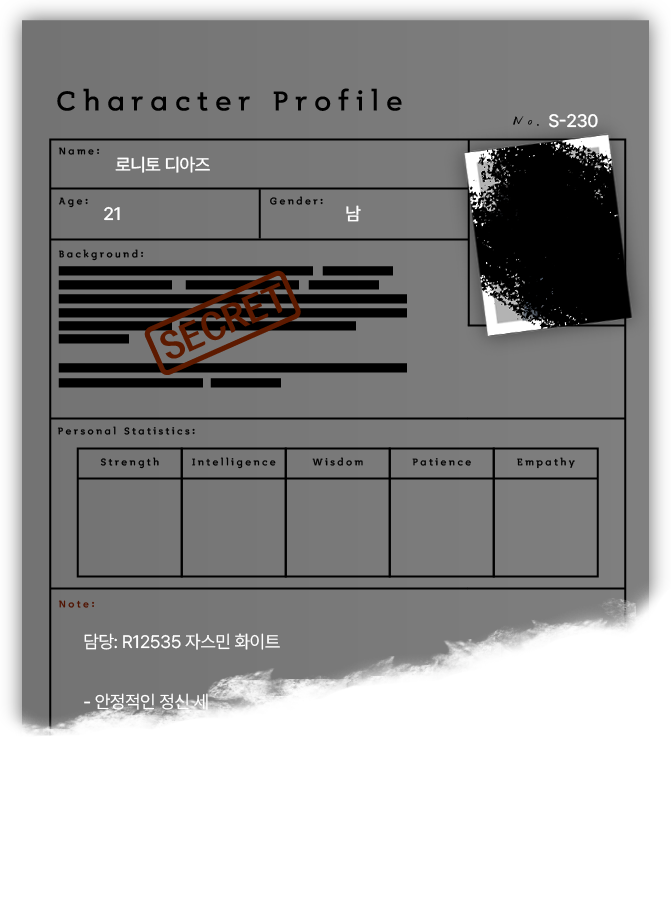 Character Profile
No. S-230
Name:
로니토 디아즈
Age: 21
Gender: 남
Background:
SECRET
Personal Statistics:
Strength Intelligence Wisdom Patience Empathy
Note:
담당: R12535 자스민 화이트
- 안정적인 정신 세